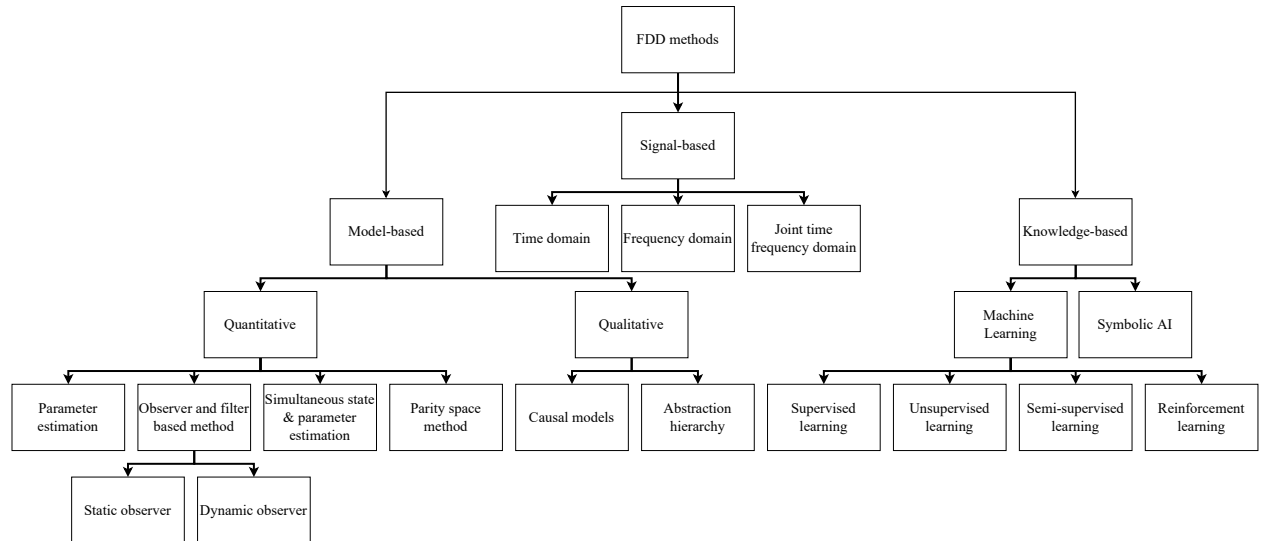 FDD methods
Signal-based
Model-based
Time domain
Frequency domain
Joint time
frequency domain
Knowledge-based
Quantitative
Qualitative
Machine
Learning
Symbolic AI
Parameter
estimation
Observer and filter
based method
Simultaneous state
& parameter
estimation
Parity space
method
Causal models
Abstraction
hierarchy
Supervised
learning
Unsupervised
learning
Semi-supervised
learning
Reinforcement
learning
Static observer
Dynamic observer